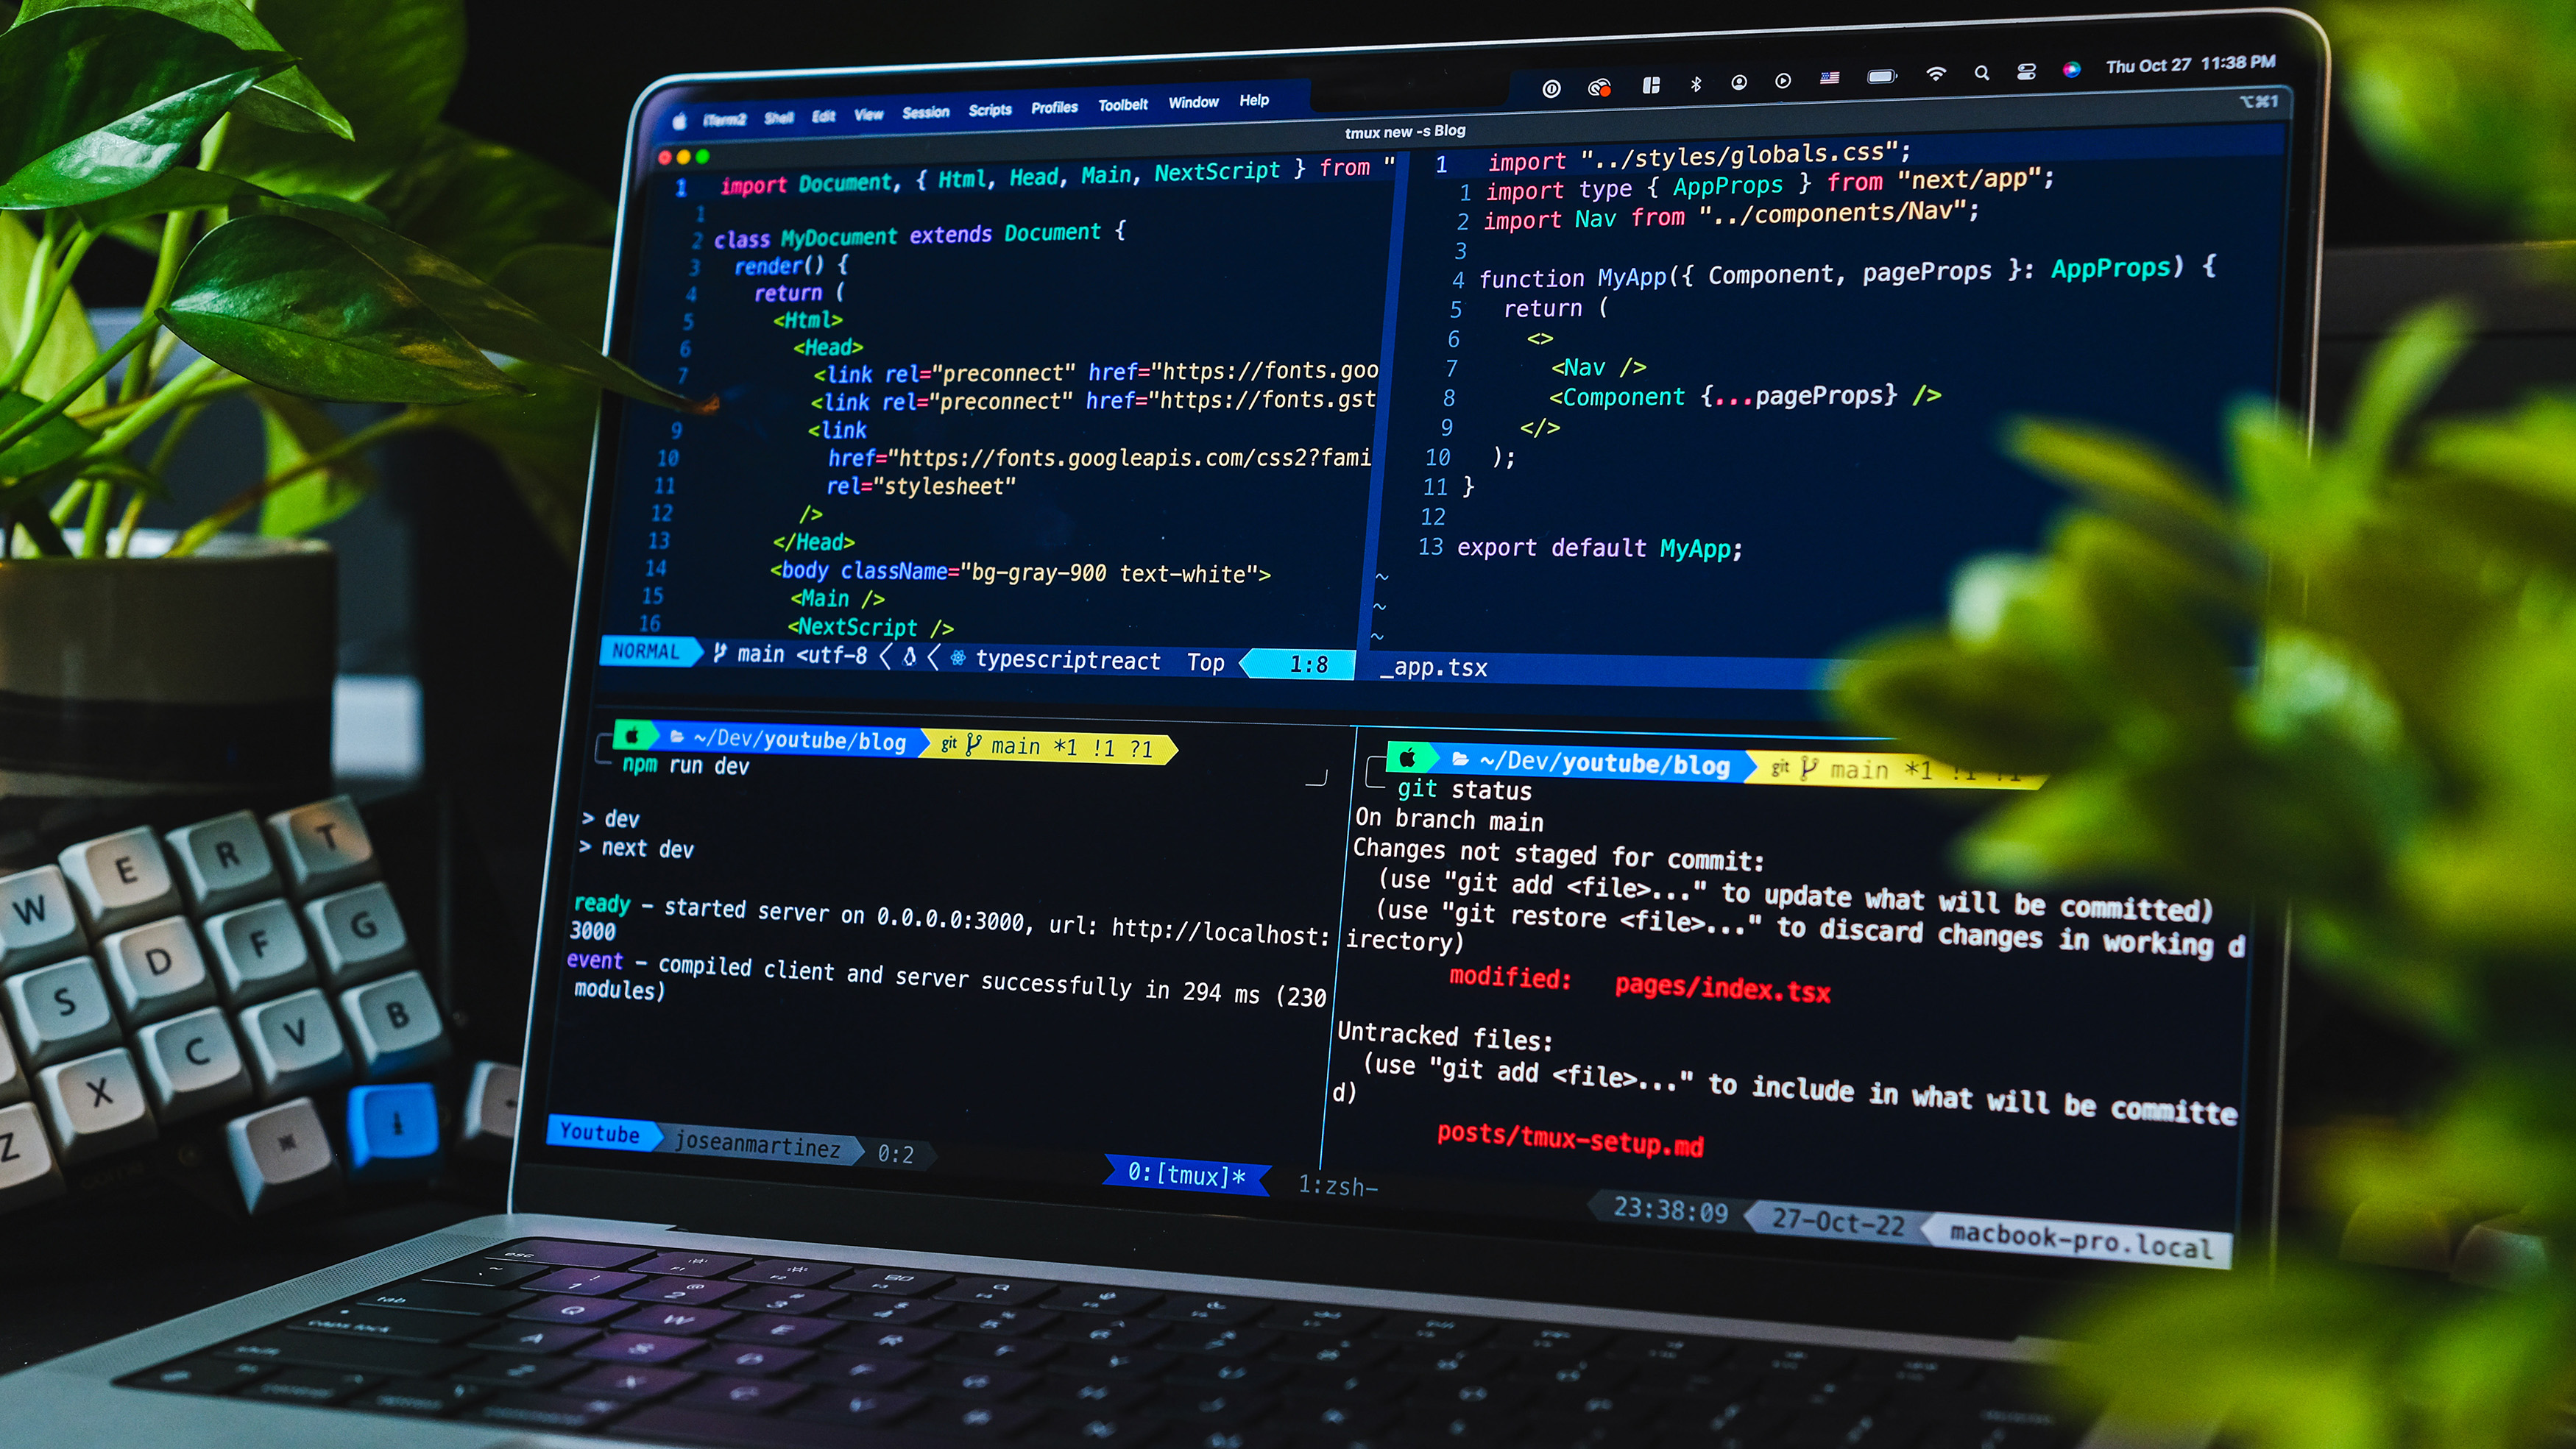 iTerm2 Shell Edit View Session Scripts Profiles Toolbelt Window Help
Thu Oct 27 11:38 PM
tmux new -s Blog
⌥⌘1
1 import Document, { Html, Head, Main, NextScript } from "
1
2 class MyDocument extends Document {
3 render() {
4 return (
5 <Html>
6 <Head>
7 <link rel="preconnect" href="https://fonts.goo
<link rel="preconnect" href="https://fonts.gst
9 <link
10 href="https://fonts.googleapis.com/css2?fami
11 rel="stylesheet"
12 />
13 </Head>
14 <body className="bg-gray-900 text-white">
15 <Main />
16 <NextScript />
NORMAL main <utf-8 typescriptreact Top 1:8
1 import "../styles/globals.css";
1 import type { AppProps } from "next/app";
2 import Nav from "../components/Nav";
3
4 function MyApp({ Component, pageProps }: AppProps) {
5 return (
6 <>
7 <Nav />
8 <Component {...pageProps} />
9 </>
10 );
11 }
12
13 export default MyApp;
~
~
~
_app.tsx
~/Dev/youtube/blog git main *1 !1 ?1
npm run dev
> dev
> next dev
ready – started server on 0.0.0.0:3000, url: http://localhost:
3000
event – compiled client and server successfully in 294 ms (230
modules)
~/Dev/youtube/blog git main *1
git status
On branch main
Changes not staged for commit:
(use "git add <file>..." to update what will be committed)
(use "git restore <file>..." to discard changes in working d
irectory)
modified: pages/index.tsx
Untracked files:
(use "git add <file>..." to include in what will be committe
d)
posts/tmux-setup.md
Youtube joseanmartinez 0:2
0:[tmux]* 1:zsh-
23:38:09 27-Oct-22 macbook-pro.local
W E R T
S D F G
Z X C V B
esc
tab
caps lock
Q W E R
A S D F